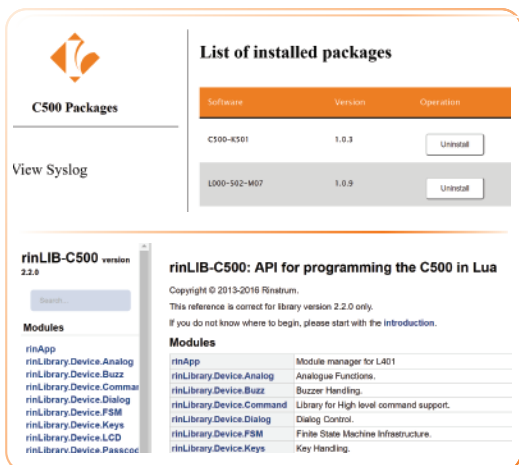 C500 Packages
View Syslog
List of installed packages
Software Version Operation
C500-K501 1.0.3 Uninstall
L000-502-M07 1.0.9 Uninstall
rinLIB-C500 version
2.2.0
Search...
Modules
rinApp
rinLibrary.Device.Analog
rinLibrary.Device.Buzz
rinLibrary.Device.Commar
rinLibrary.Device.Dialog
rinLibrary.Device.FSM
rinLibrary.Device.Keys
rinLibrary.Device.LCD
rinLibrary.Device.Passcoc
rinLIB-C500: API for programming the C500 in Lua
Copyright © 2013-2016 Rinstrum.
This reference is correct for library version 2.2.0 only.
If you do not know where to begin, please start with the introduction.
Modules
rinApp Module manager for L401
rinLibrary.Device.Analog Analogue Functions.
rinLibrary.Device.Buzz Buzzer Handling.
rinLibrary.Device.Command Library for High level command support.
rinLibrary.Device.Dialog Dialog Control.
rinLibrary.Device.FSM Finite State Machine Infrastructure.
rinLibrary.Device.Keys Key Handling.